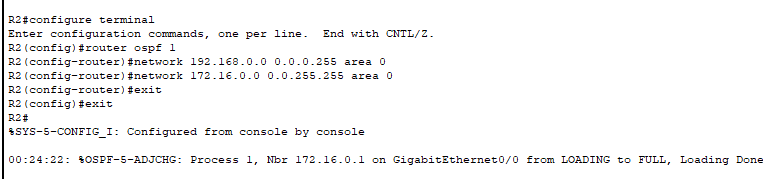 R2#configure terminal
Enter configuration commands, one per line.  End with CNTL/Z.
R2(config)#router ospf 1
R2(config-router)#network 192.168.0.0 0.0.0.255 area 0
R2(config-router)#network 172.16.0.0 0.0.255.255 area 0
R2(config-router)#exit
R2(config)#exit
R2#
%SYS-5-CONFIG_I: Configured from console by console
00:24:22: %OSPF-5-ADJCHG: Process 1, Nbr 172.16.0.1 on GigabitEthernet0/0 from LOADING to FULL, Loading Done